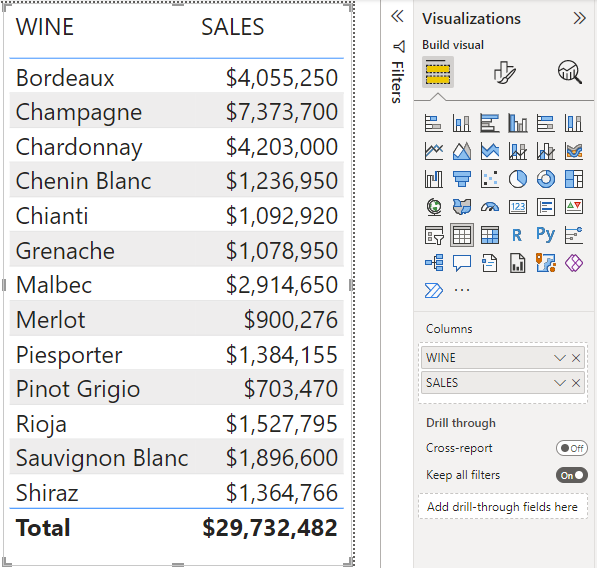 WINE SALES
Bordeaux $4,055,250
Champagne $7,373,700
Chardonnay $4,203,000
Chenin Blanc $1,236,950
Chianti $1,092,920
Grenache $1,078,950
Malbec $2,914,650
Merlot $900,276
Piesporter $1,384,155
Pinot Grigio $703,470
Rioja $1,527,795
Sauvignon Blanc $1,896,600
Shiraz $1,364,766
Total $29,732,482
Filters
Visualizations
Build visual
123
R Py
Columns
WINE
SALES
Drill through
Cross-report Off
Keep all filters On
Add drill-through fields here